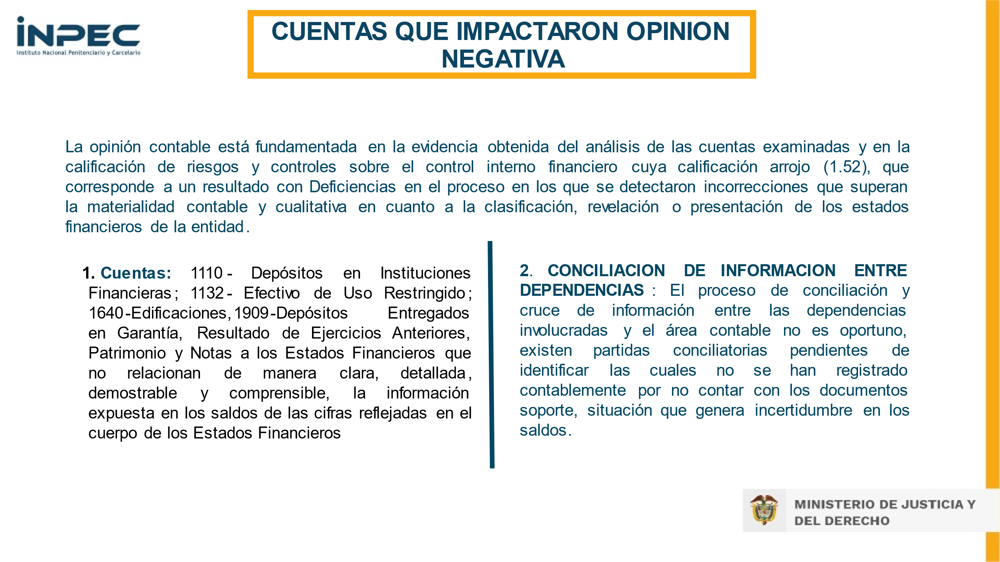 iNPEC
Instituto Nacional Penitenciario y Carcelario
CUENTAS QUE IMPACTARON OPINION
NEGATIVA
La opinión contable está fundamentada en la evidencia obtenida del análisis de las cuentas examinadas y en la
calificación de riesgos y controles sobre el control interno financiero cuya calificación arrojo (1.52), que
corresponde a un resultado con Deficiencias en el proceso en los que se detectaron incorrecciones que superan
la materialidad contable y cualitativa en cuanto a la clasificación, revelación o presentación de los estados
financieros de la entidad.
1. Cuentas: 1110- Depósitos en Instituciones
Financieras; 1132- Efectivo de Uso Restringido;
1640-Edificaciones, 1909-Depósitos Entregados
en Garantía, Resultado de Ejercicios Anteriores,
Patrimonio y Notas a los Estados Financieros que
no relacionan de manera clara, detallada,
demostrable y comprensible, la información
expuesta en los saldos de las cifras reflejadas en el
cuerpo de los Estados Financieros
2. CONCILIACION DE INFORMACION ENTRE
DEPENDENCIAS : El proceso de conciliación y
cruce de información entre las dependencias
involucradas y el área contable no es oportuno,
existen partidas conciliatorias pendientes de
identificar las cuales no se han registrado
contablemente por no contar con los documentos
soporte, situación que genera incertidumbre en los
saldos.
MINISTERIO DE JUSTICIA Y
DEL DERECHO